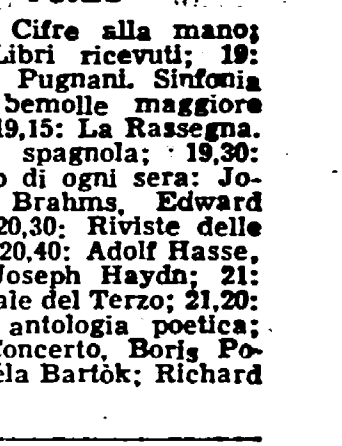 Cifre alla mano;
Libri ricevuti; 19:
Pugnani. Sinfonia
bemolle maggiore
19,15: La Rassegna.
spagnola; 19,30:
di ogni sera: Jo-
Brahms, Edward
20,30: Riviste delle
20,40: Adolf Hasse,
Joseph Haydn; 21:
del Terzo; 21,20:
antologia poetica;
Concerto, Boris Po-
Bartòk; Richard